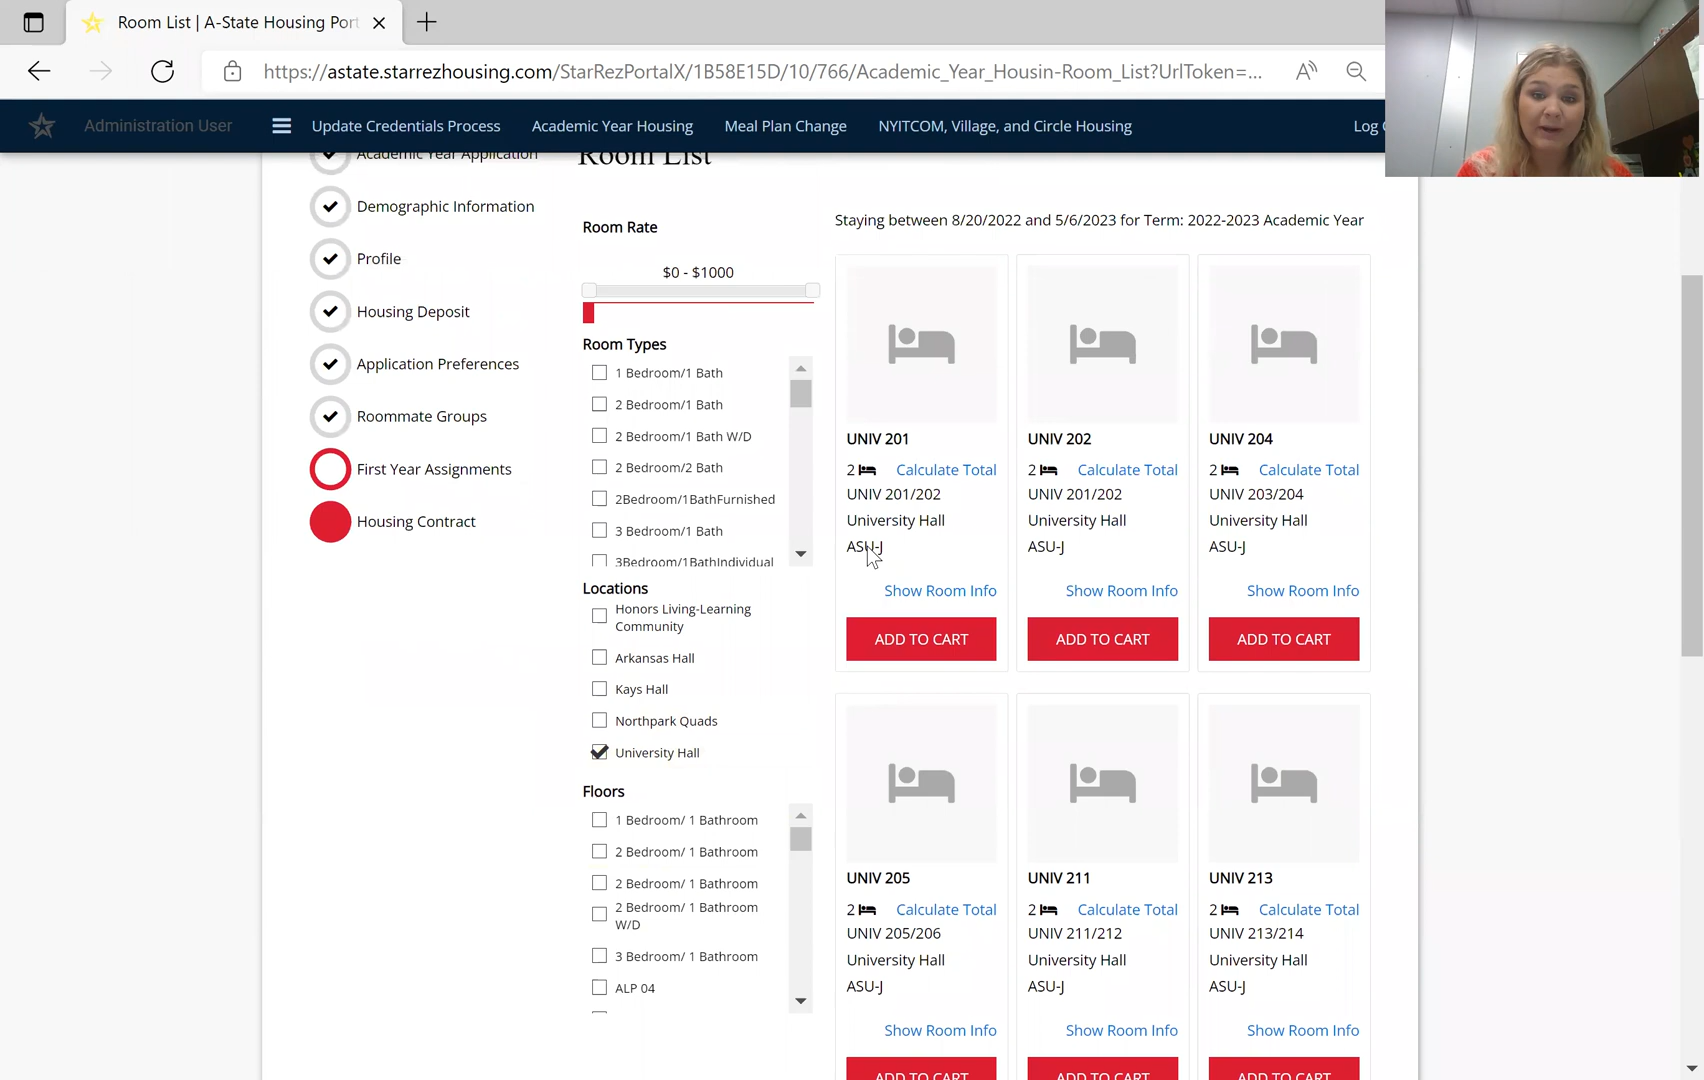 Room List | A-State Housing Port
https://astate.starrezhousing.com/StarRezPortalX/1B58E15D/10/766/Academic_Year_Housin-Room_List?UrlToken=...
Administration User
Update Credentials Process
Academic Year Housing
Meal Plan Change
NYITCOM, Village, and Circle Housing
Log
Academic Year Application
Demographic Information
Profile
Housing Deposit
Application Preferences
Roommate Groups
First Year Assignments
Housing Contract
Room List
Room Rate
$0 - $1000
Room Types
1 Bedroom/1 Bath
2 Bedroom/1 Bath
2 Bedroom/1 Bath W/D
2 Bedroom/2 Bath
2Bedroom/1BathFurnished
3 Bedroom/1 Bath
3Bedroom/1BathIndividual
Locations
Honors Living-Learning
Community
Arkansas Hall
Kays Hall
Northpark Quads
University Hall
Floors
1 Bedroom/ 1 Bathroom
2 Bedroom/ 1 Bathroom
2 Bedroom/ 1 Bathroom
2 Bedroom/ 1 Bathroom
W/D
3 Bedroom/ 1 Bathroom
ALP 04
Staying between 8/20/2022 and 5/6/2023 for Term: 2022-2023 Academic Year
UNIV 201
2 Calculate Total
UNIV 201/202
University Hall
ASU-J
Show Room Info
ADD TO CART
UNIV 202
2 Calculate Total
UNIV 201/202
University Hall
ASU-J
Show Room Info
ADD TO CART
UNIV 204
2 Calculate Total
UNIV 203/204
University Hall
ASU-J
Show Room Info
ADD TO CART
UNIV 205
2 Calculate Total
UNIV 205/206
University Hall
ASU-J
Show Room Info
ADD TO CART
UNIV 211
2 Calculate Total
UNIV 211/212
University Hall
ASU-J
Show Room Info
ADD TO CART
UNIV 213
2 Calculate Total
UNIV 213/214
University Hall
ASU-J
Show Room Info
ADD TO CART